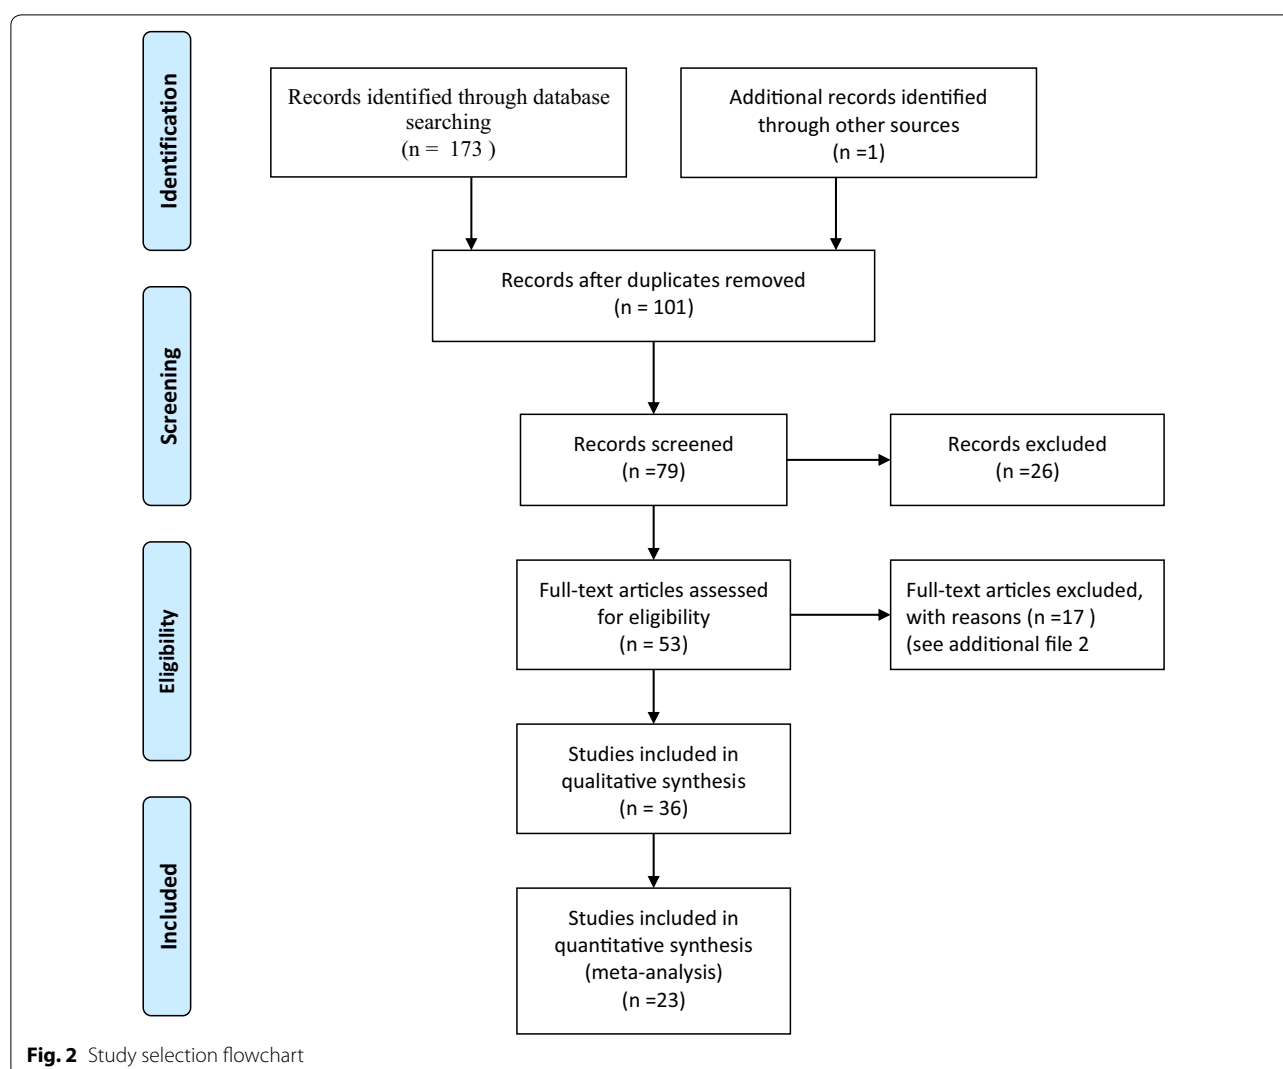 Identification
Records identified through database
searching
(n =  173 )
Additional records identified
through other sources
(n =1)
Records after duplicates removed
(n = 101)
Screening
Records screened
(n =79)
Records excluded
(n =26)
Eligibility
Full-text articles assessed
for eligibility
(n = 53)
Full-text articles excluded,
with reasons (n =17 )
(see additional file 2
Studies included in
qualitative synthesis
(n = 36)
Included
Studies included in
quantitative synthesis
(meta-analysis)
(n =23)
Fig. 2 Study selection flowchart